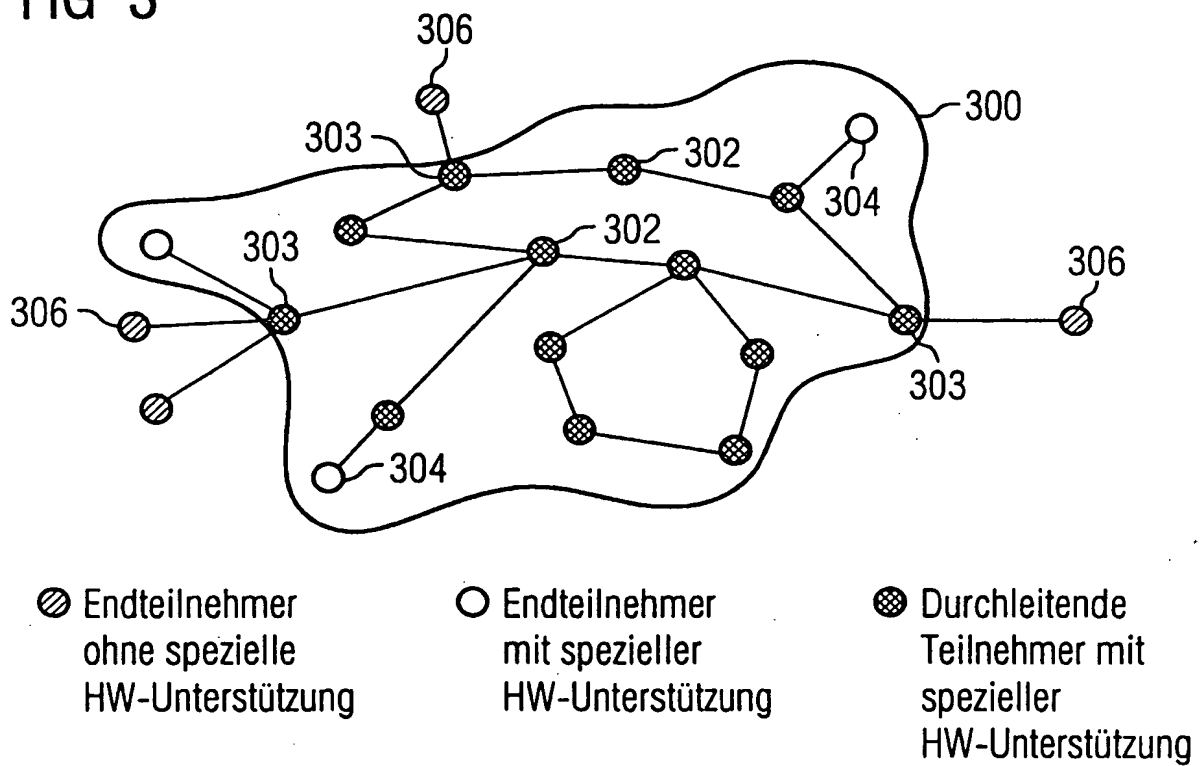 FIG 3
306
300
303
302
304
302
303
306
306
303
304
Endteilnehmer
ohne spezielle
HW-Unterstützung
Endteilnehmer
mit spezieller
HW-Unterstützung
Durchleitende
Teilnehmer mit
spezieller
HW-Unterstützung